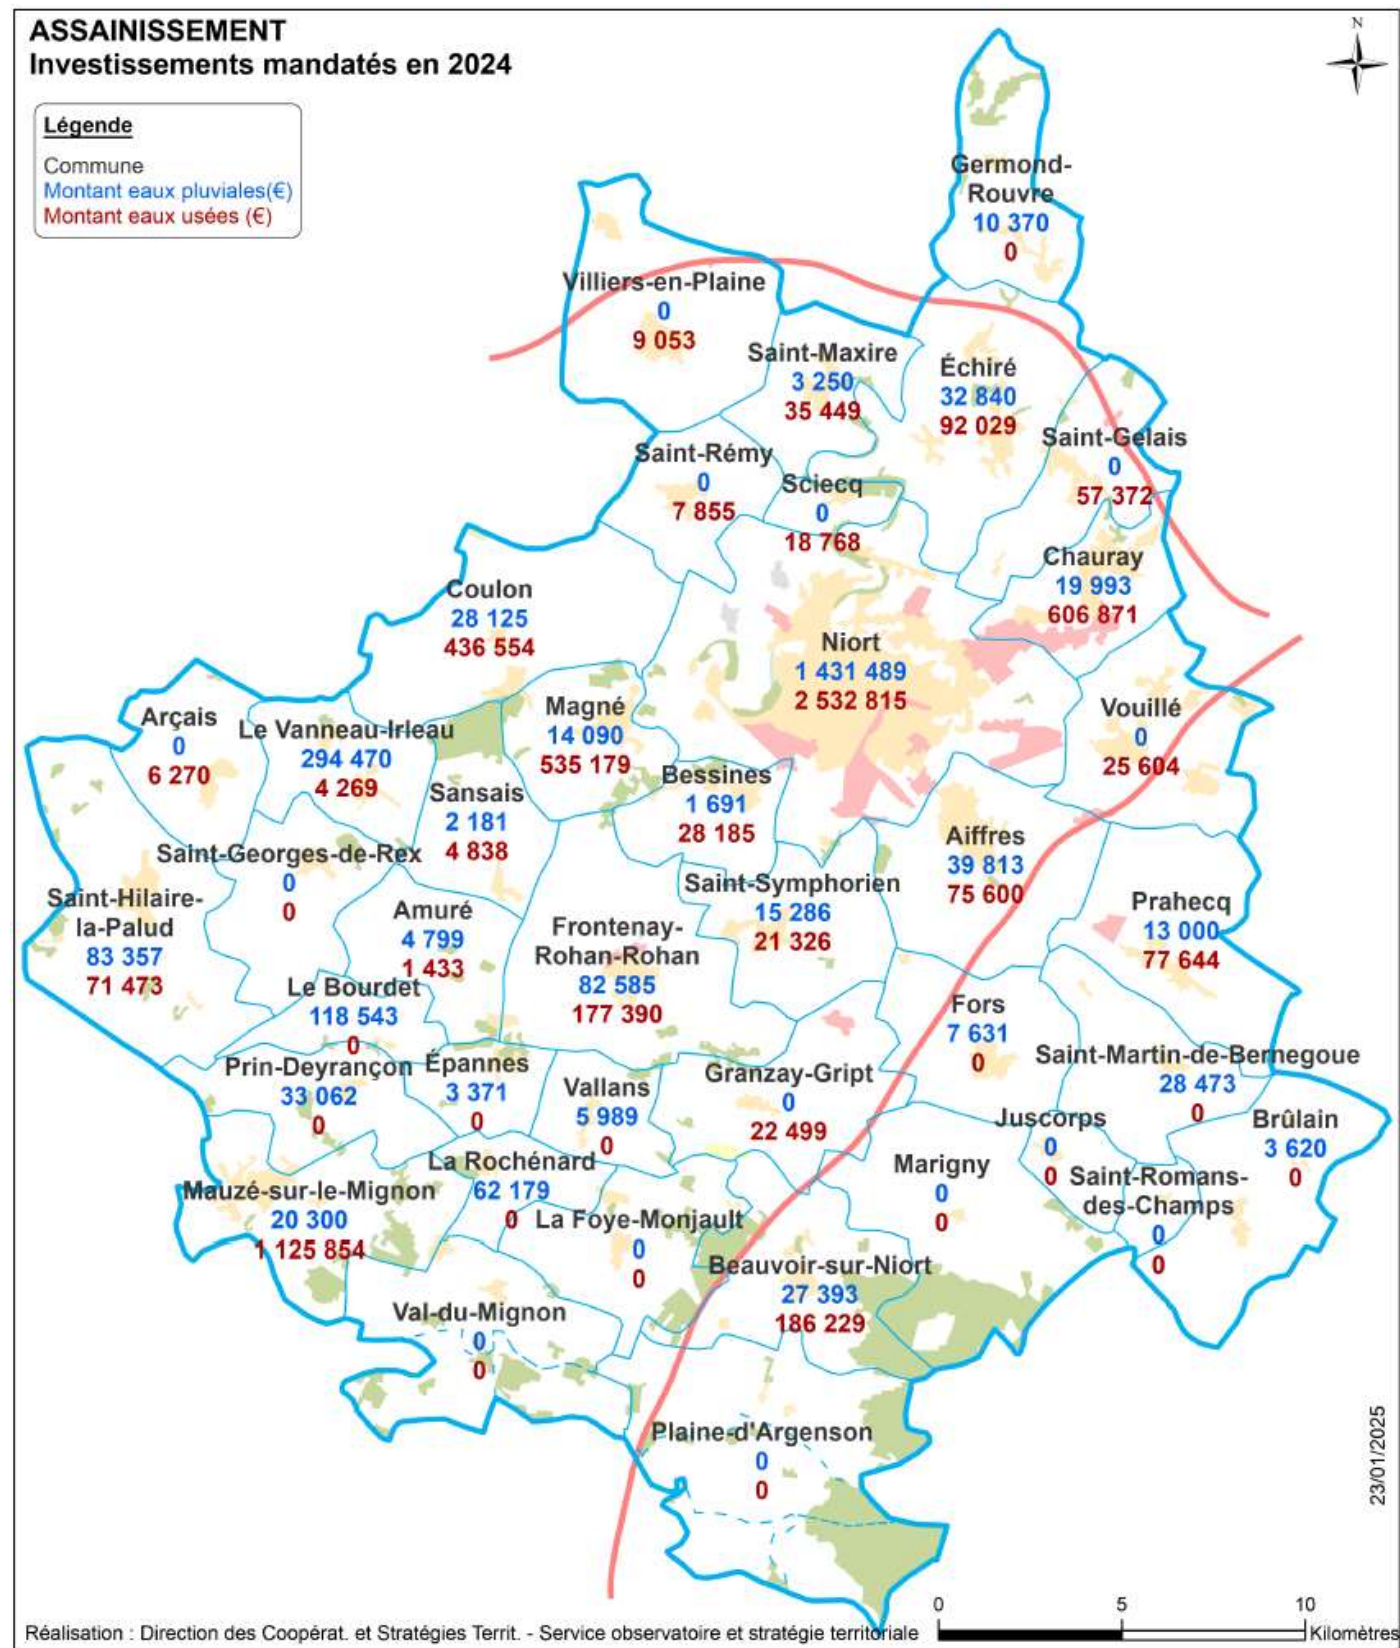 ASSAINISSEMENT
Investissements mandatés en 2024
N
Légende
Commune
Montant eaux pluviales(€)
Montant eaux usées (€)
Germond-
Rouvre
10 370
0
Villiers-en-Plaine
0
9 053
Saint-Maxire
3 250
35 449
Échiré
32 840
92 029
Saint-Gelais
0
57 372
Saint-Rémy
0
7 855
Sciecq
0
18 768
Chauray
19 993
606 871
Coulon
28 125
436 554
Niort
1 431 489
2 532 815
Magné
14 090
535 179
Vouillé
0
25 604
Arçais
0
6 270
Le Vanneau-Irleau
294 470
4 269
Sansais
2 181
4 838
Bessines
1 691
28 185
Aiffres
39 813
75 600
Saint-Georges-de-Rex
0
0
Saint-Hilaire-
la-Palud
83 357
71 473
Amuré
4 799
1 433
Frontenay-
Rohan-Rohan
82 585
177 390
Saint-Symphorien
15 286
21 326
Prahecq
13 000
77 644
Le Bourdet
118 543
0
Fors
7 631
0
Prin-Deyrançon
33 062
0
Épannes
3 371
0
Vallans
5 989
0
Granzay-Gript
0
22 499
Saint-Martin-de-Bernegoue
28 473
0
Juscorps
0
0
Brûlain
3 620
0
Marigny
0
0
Saint-Romans-
des-Champs
0
0
Mauzé-sur-le-Mignon
20 300
1 125 854
La Rochénard
62 179
0
La Foye-Monjault
0
0
Beauvoir-sur-Niort
27 393
186 229
Val-du-Mignon
0
0
Plaine-d'Argenson
0
0
23/01/2025
0 5 10
Kilomètres
Réalisation : Direction des Coopérat. et Stratégies Territ. - Service observatoire et stratégie territoriale